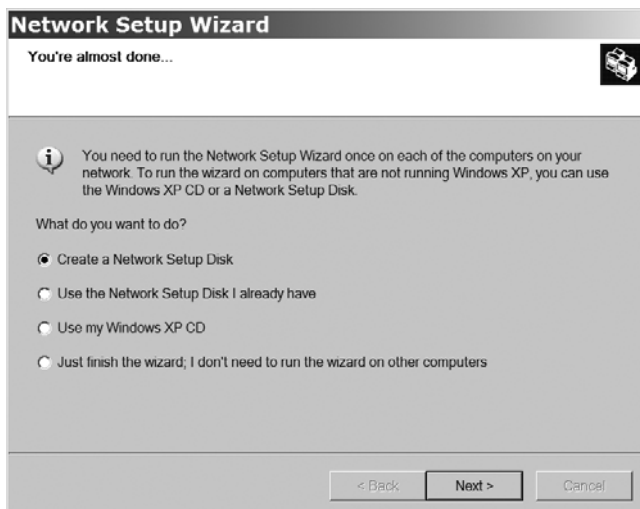 Network Setup Wizard
You're almost done...
You need to run the Network Setup Wizard once on each of the computers on your
network. To run the wizard on computers that are not running Windows XP, you can use
the Windows XP CD or a Network Setup Disk.
What do you want to do?
Create a Network Setup Disk
Use the Network Setup Disk I already have
Use my Windows XP CD
Just finish the wizard; I don't need to run the wizard on other computers
< Back
Next >
Cancel